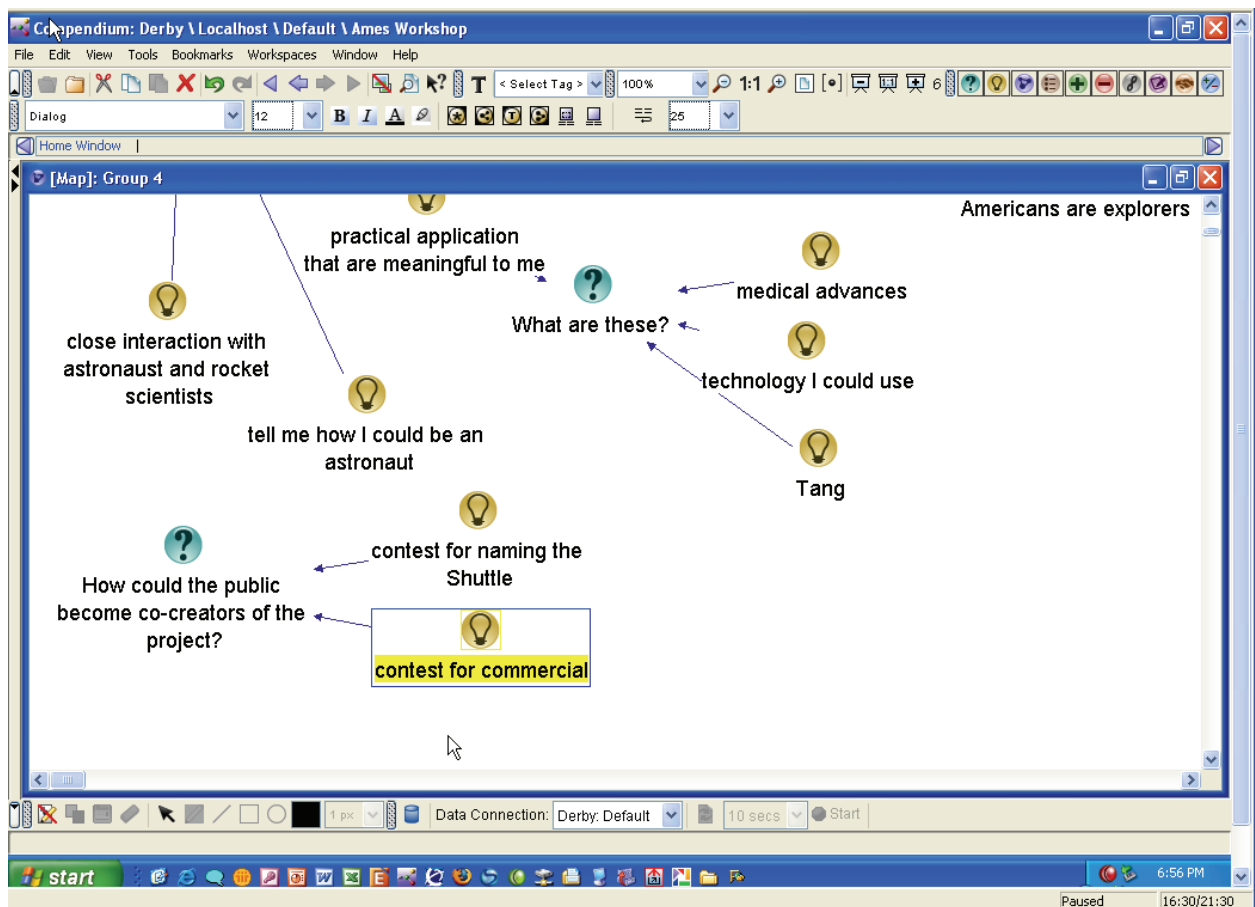 Compendium: Derby \ Localhost \ Default \ Ames Workshop
File Edit View Tools Bookmarks Workspaces Window Help
T < Select Tag > 100% 1:1 6
Dialog 12 B I A 25
Home Window
[Map]: Group 4
Americans are explorers
practical application
that are meaningful to me
medical advances
What are these?
close interaction with
astronaust and rocket
scientists
technology I could use
tell me how I could be an
astronaut
Tang
contest for naming the
Shuttle
How could the public
become co-creators of the
project?
contest for commercial
1 px Data Connection: Derby: Default 10 secs Start
start 6:56 PM
Paused 16:30/21:30